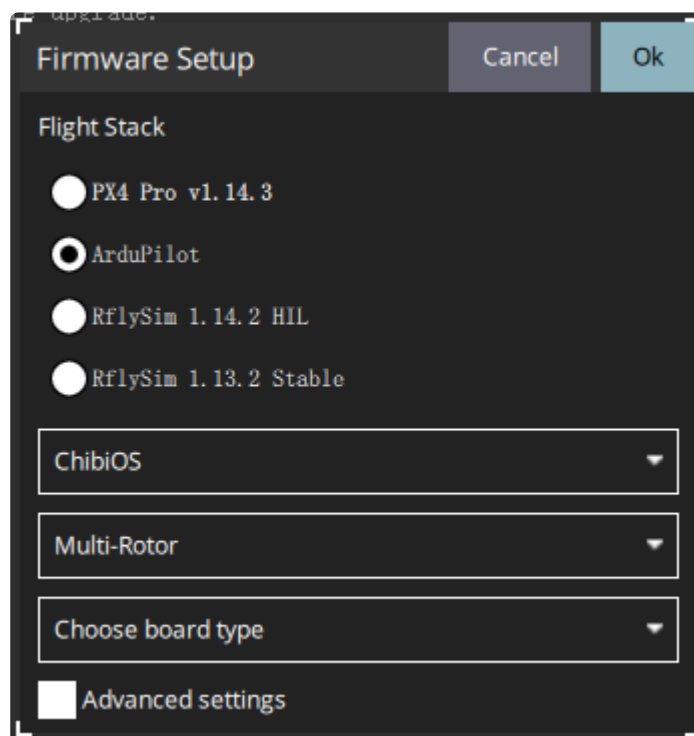 upgrade.
Firmware Setup
Cancel
Ok
Flight Stack
PX4 Pro v1.14.3
ArduPilot
RflySim 1.14.2 HIL
RflySim 1.13.2 Stable
ChibiOS
Multi-Rotor
Choose board type
Advanced settings